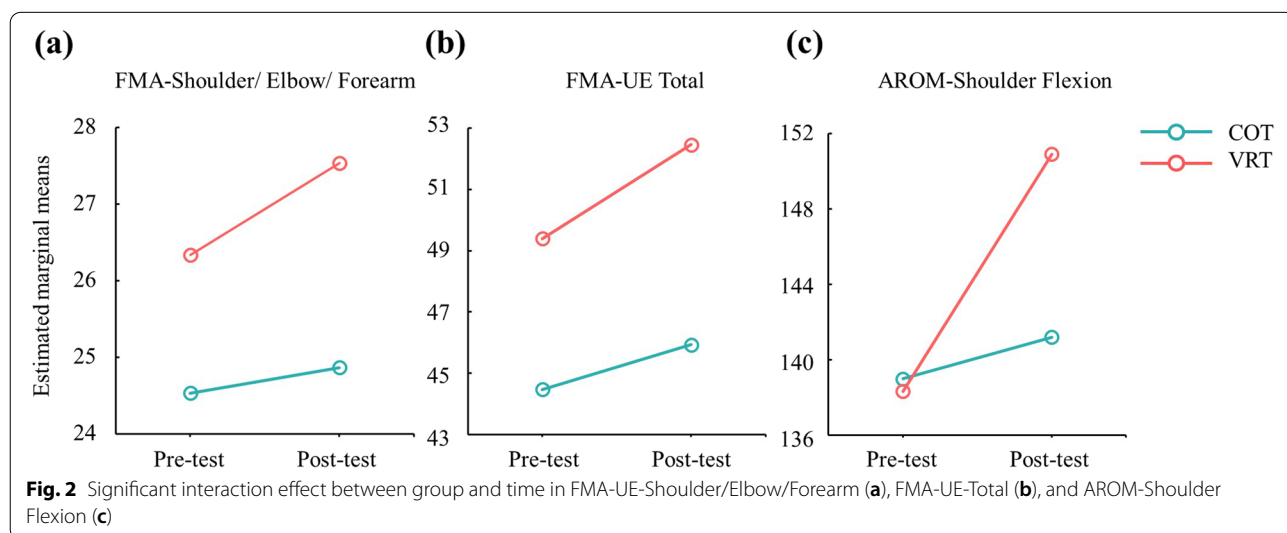 (a)
(b)
(c)
FMA-Shoulder/ Elbow/ Forearm
FMA-UE Total
AROM-Shoulder Flexion
Estimated marginal means
28
27
26
25
24
Pre-test Post-test
53
51
49
47
45
43
Pre-test Post-test
152
148
144
140
136
Pre-test Post-test
COT
VRT
Fig. 2 Significant interaction effect between group and time in FMA-UE-Shoulder/Elbow/Forearm (a), FMA-UE-Total (b), and AROM-Shoulder
Flexion (c)